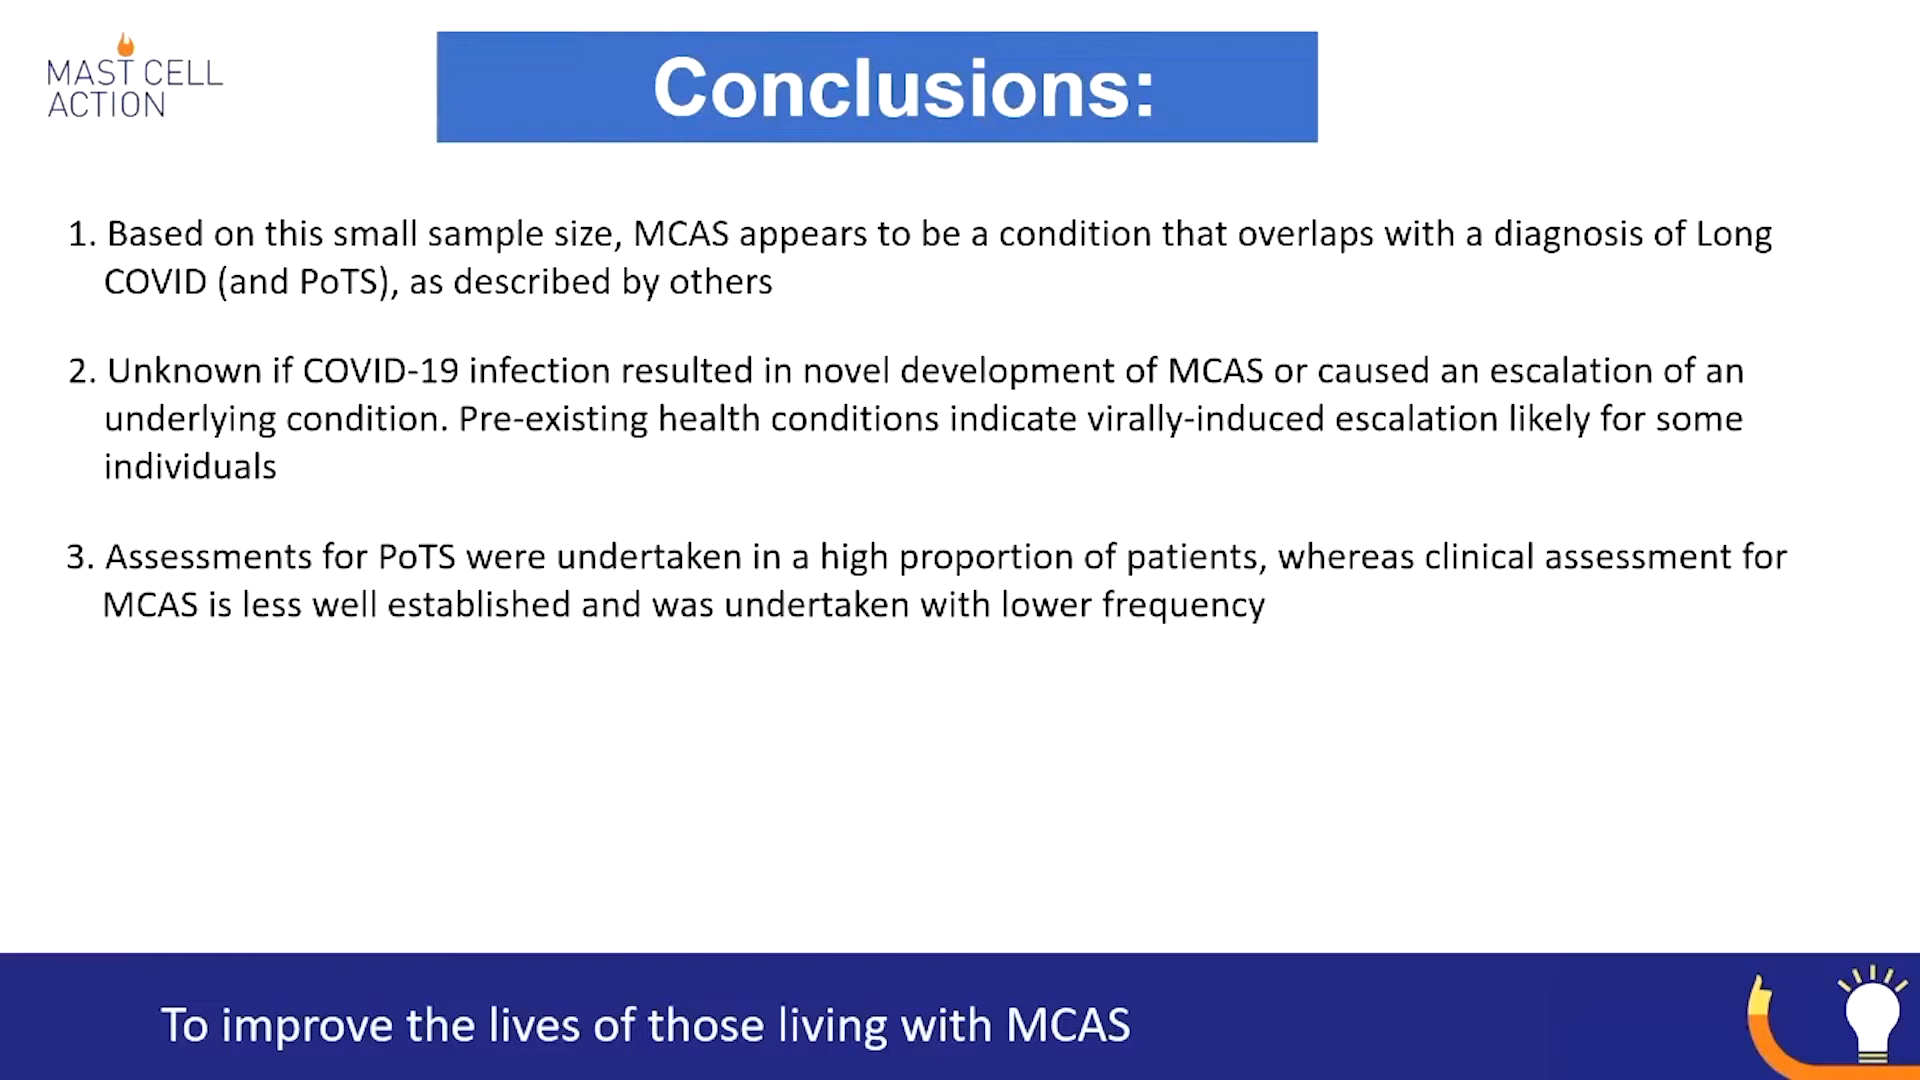 MAST CELL
ACTION
Conclusions:
1. Based on this small sample size, MCAS appears to be a condition that overlaps with a diagnosis of Long
COVID (and PoTS), as described by others
2. Unknown if COVID-19 infection resulted in novel development of MCAS or caused an escalation of an
underlying condition. Pre-existing health conditions indicate virally-induced escalation likely for some
individuals
3. Assessments for PoTS were undertaken in a high proportion of patients, whereas clinical assessment for
MCAS is less well established and was undertaken with lower frequency
To improve the lives of those living with MCAS